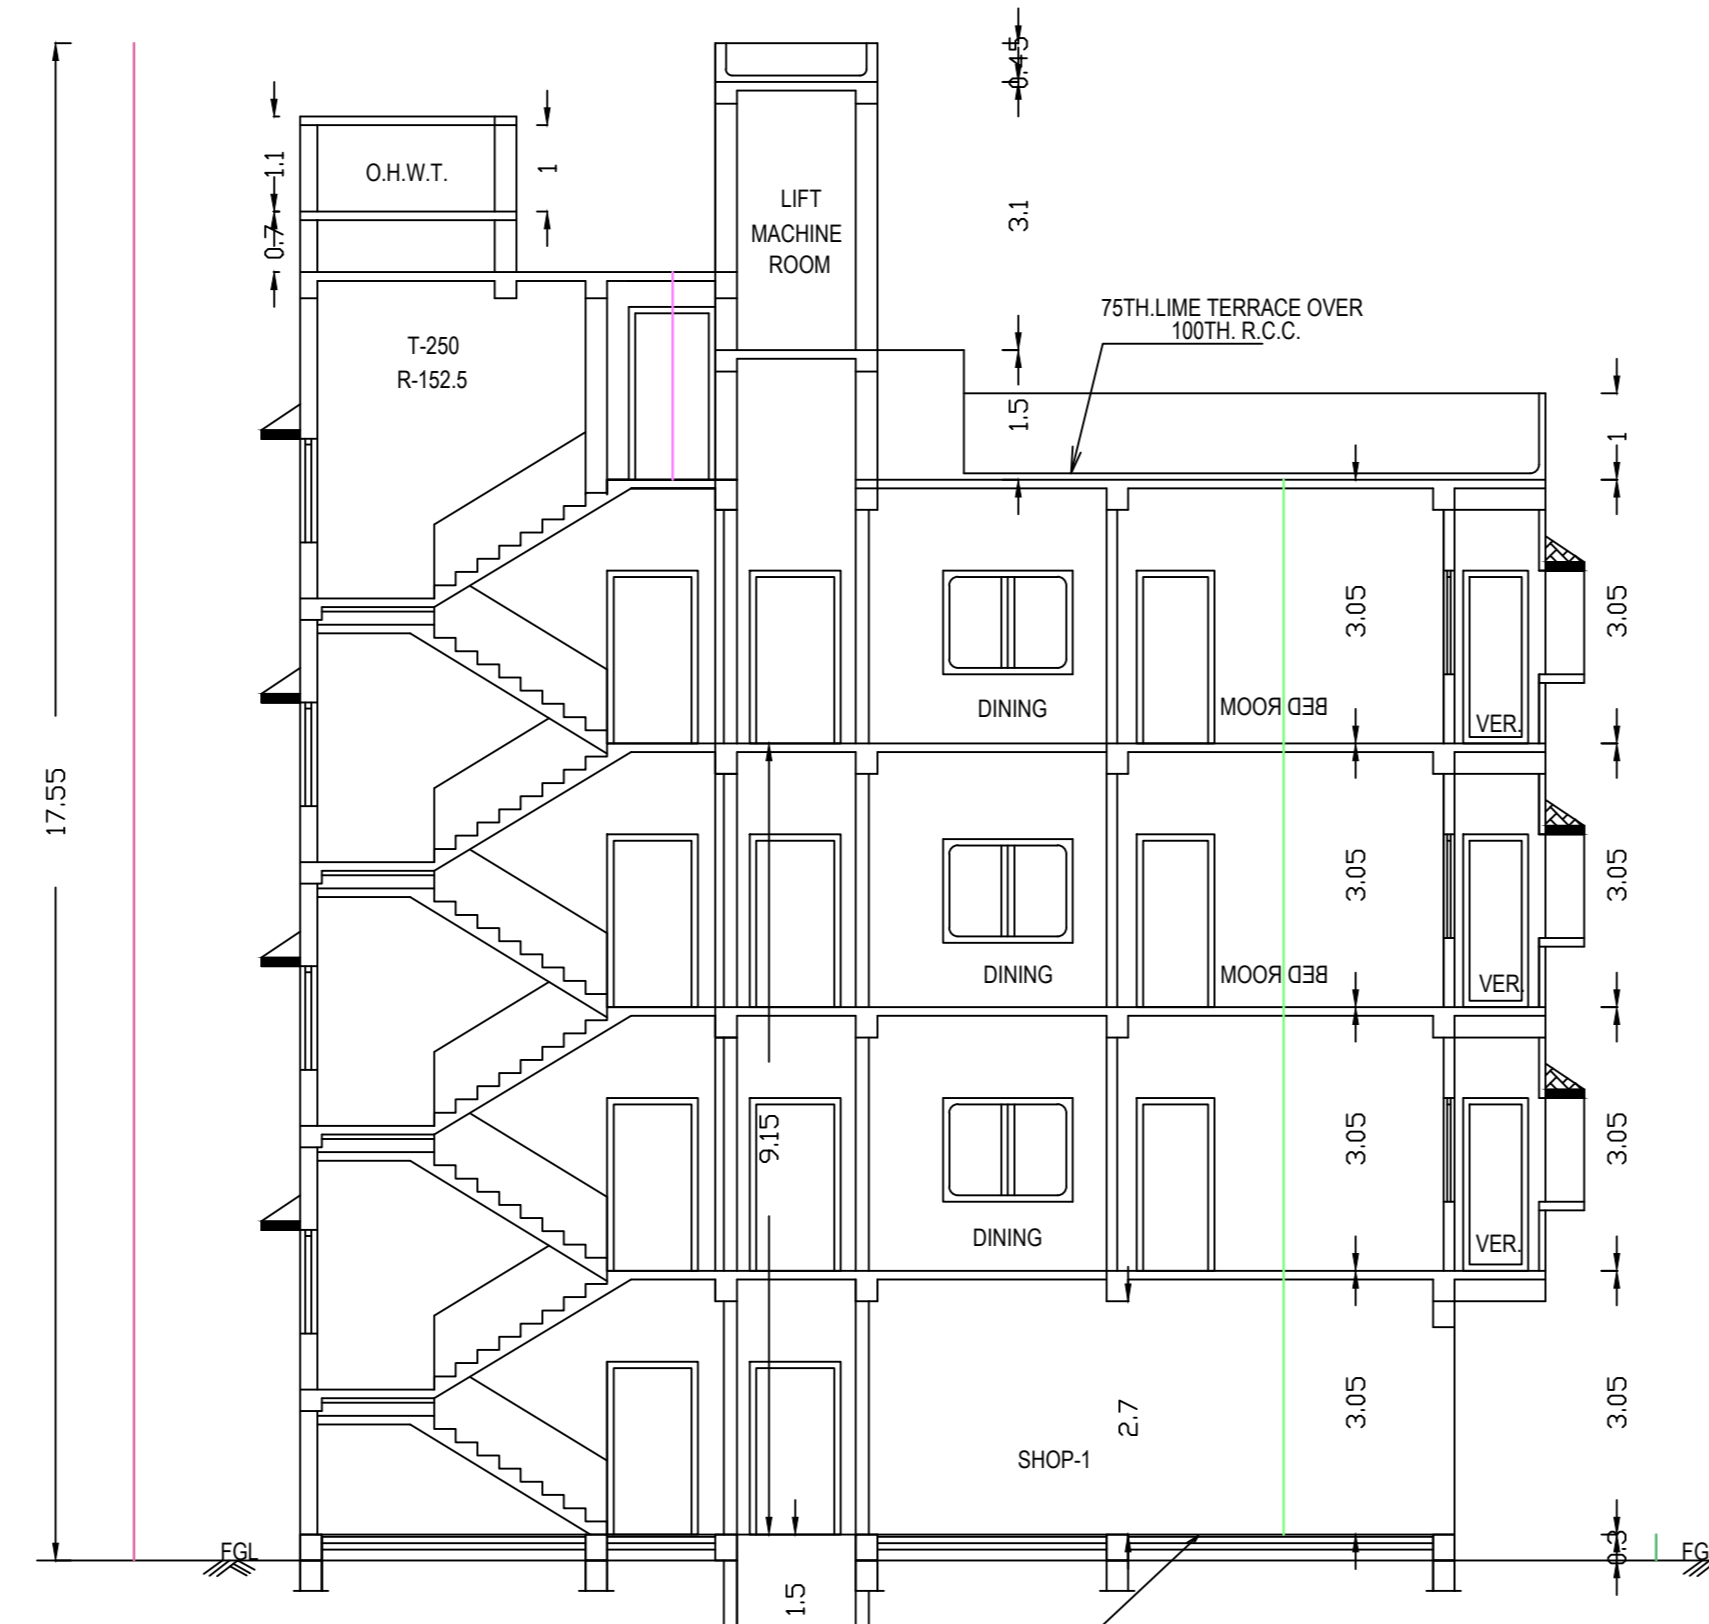 0.45
17.55
1.1
O.H.W.T.
1
0.7
LIFT
MACHINE
ROOM
3.1
75TH.LIME TERRACE OVER
100TH. R.C.C.
T-250
R-152.5
1.5
1
3.05
3.05
DINING
BED ROOM
VER.
3.05
3.05
DINING
BED ROOM
VER.
9.15
3.05
3.05
DINING
VER.
2.7
3.05
3.05
SHOP-1
FGL
0.3
FG
1.5